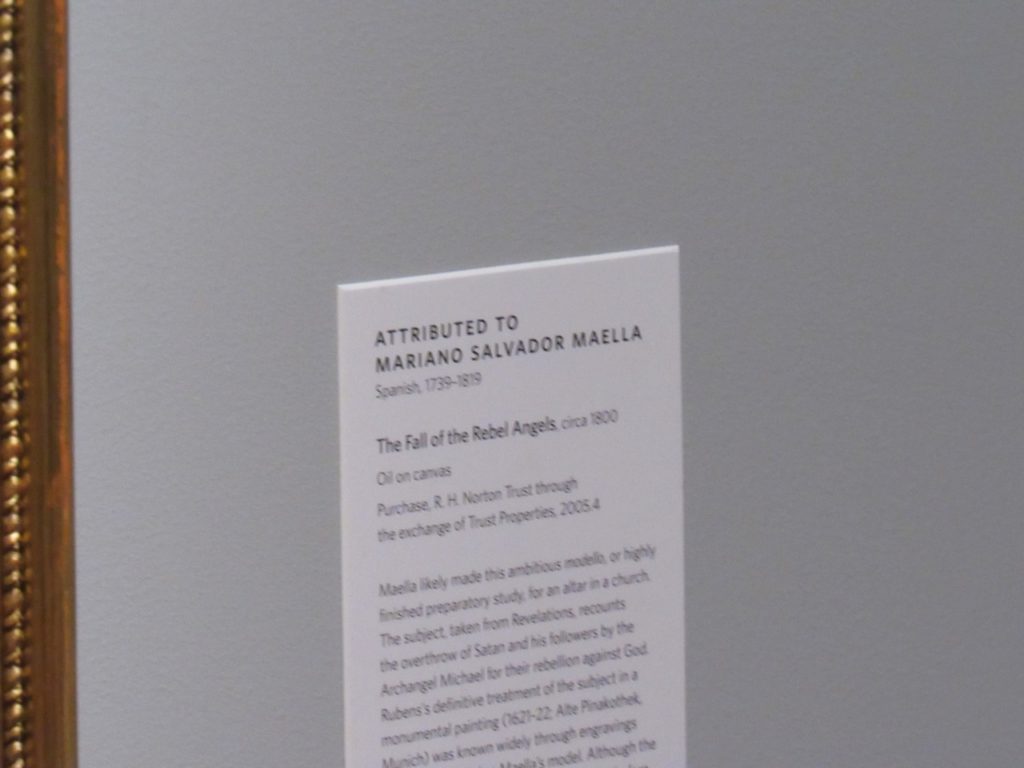 ATTRIBUTED TO
MARIANO SALVADOR MAELLA
Spanish, 1739–1819
The Fall of the Rebel Angels, circa 1800
Oil on canvas
Purchase, R. H. Norton Trust through
the exchange of Trust Properties, 2005.4
Maella likely made this ambitious modello, or highly
finished preparatory study, for an altar in a church.
The subject, taken from Revelations, recounts
the overthrow of Satan and his followers by the
Archangel Michael for their rebellion against God.
Rubens's definitive treatment of the subject in a
monumental painting (1621–22; Alte Pinakothek,
Munich) was known widely through engravings
Maella's model. Although the